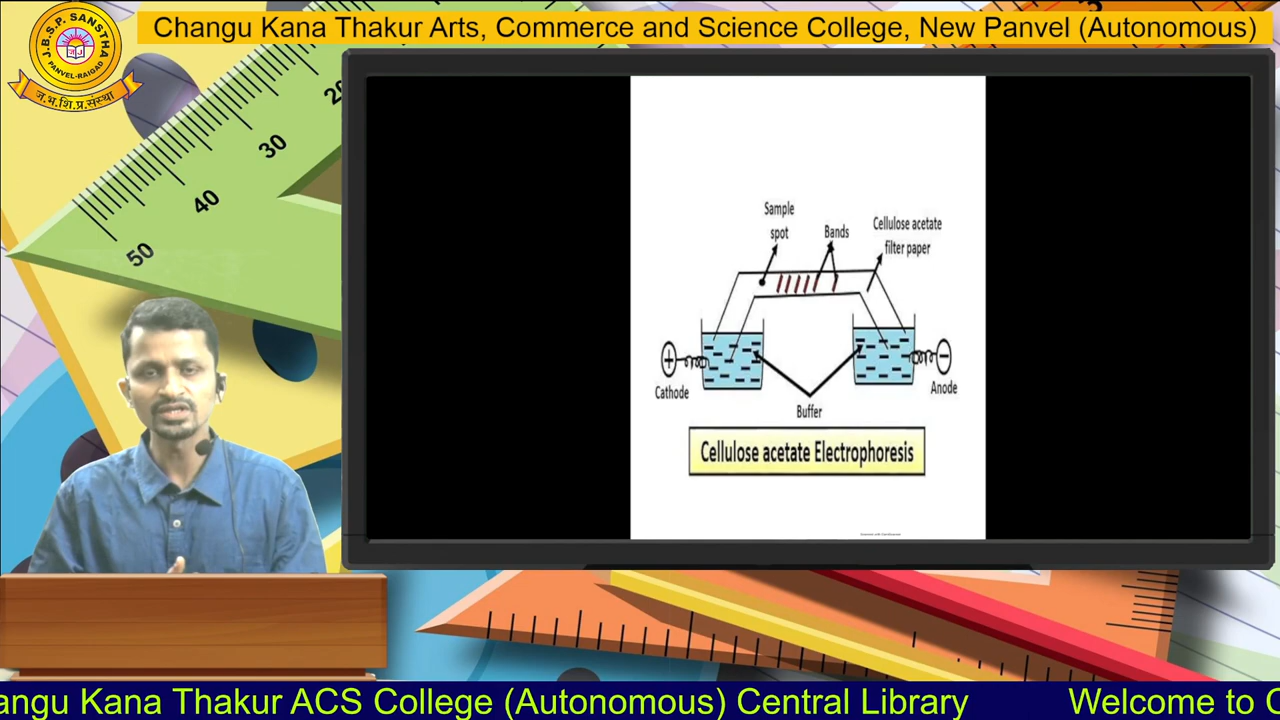 Changu Kana Thakur Arts, Commerce and Science College, New Panvel (Autonomous)
J.B.S.P. SANSTHA
PANVEL-RAIGAD
ज.भ.शि.प्र.संस्था
30
40
50
Sample
spot
Bands
Cellulose acetate
filter paper
+
−
Cathode
Anode
Buffer
Cellulose acetate Electrophoresis
angu Kana Thakur ACS College (Autonomous) Central Library
Welcome to C